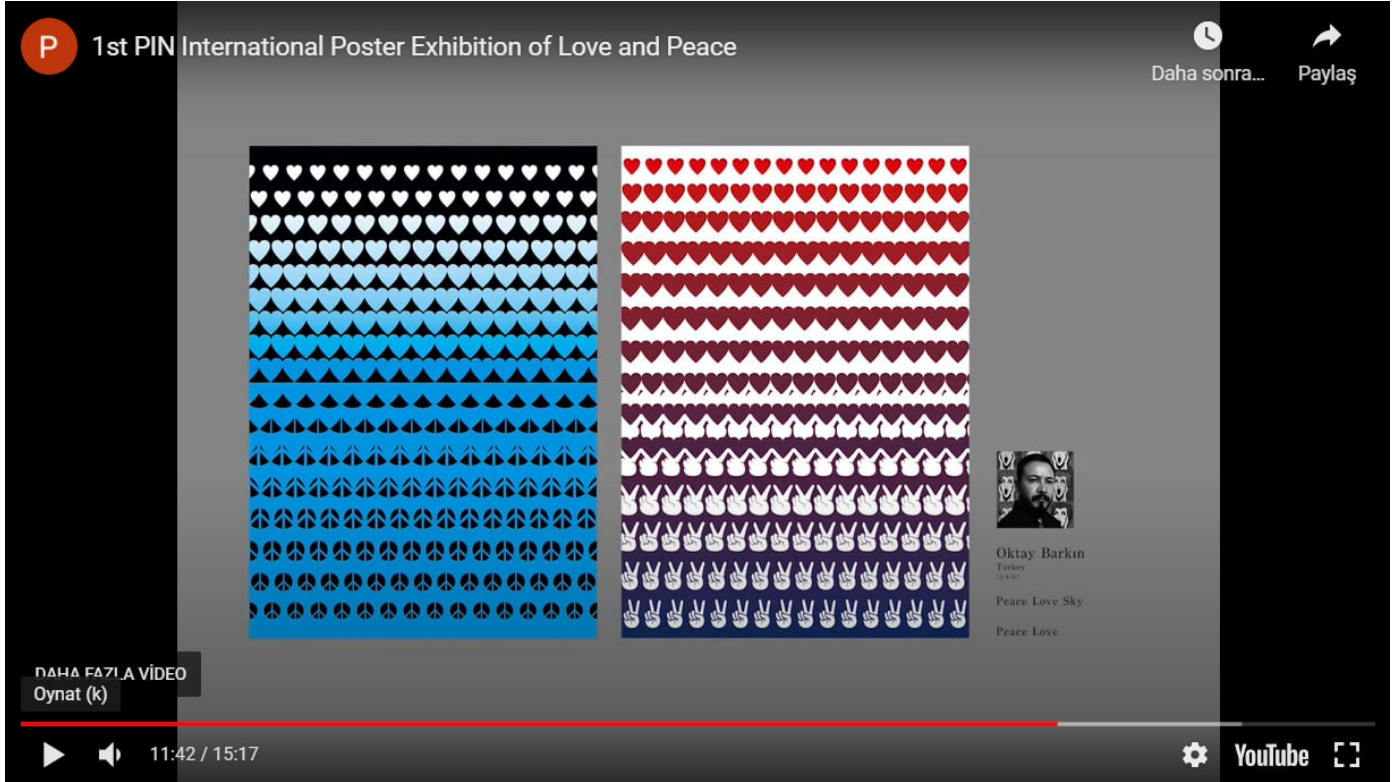 P
1st PIN International Poster Exhibition of Love and Peace
Daha sonra...
Paylaş
Oktay Barkın
Turkey
Peace Love Sky
Peace Love
DAHA FAZLA VİDEO
Oynat (k)
11:42 / 15:17
YouTube